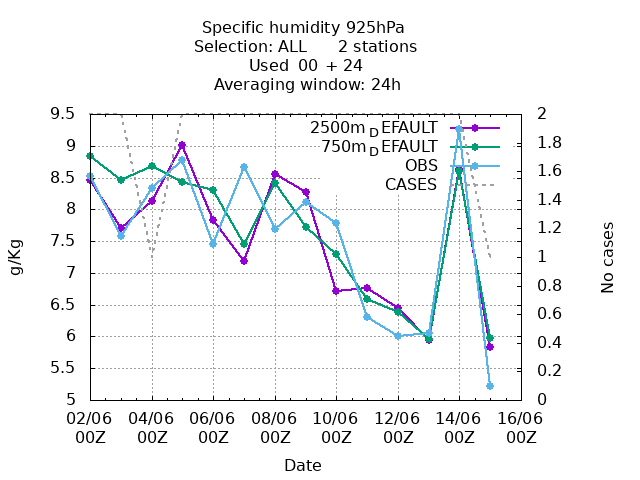 Specific humidity 925hPa
Selection: ALL 2 stations
Used 00 + 24
Averaging window: 24h
9.5
9
8.5
8
7.5
7
6.5
6
5.5
5
g/Kg
2500m DEFAULT
750m DEFAULT
OBS
CASES
2
1.8
1.6
1.4
1.2
1
0.8
0.6
0.4
0.2
0
No cases
02/06 04/06 06/06 08/06 10/06 12/06 14/06 16/06
00Z 00Z 00Z 00Z 00Z 00Z 00Z 00Z
Date